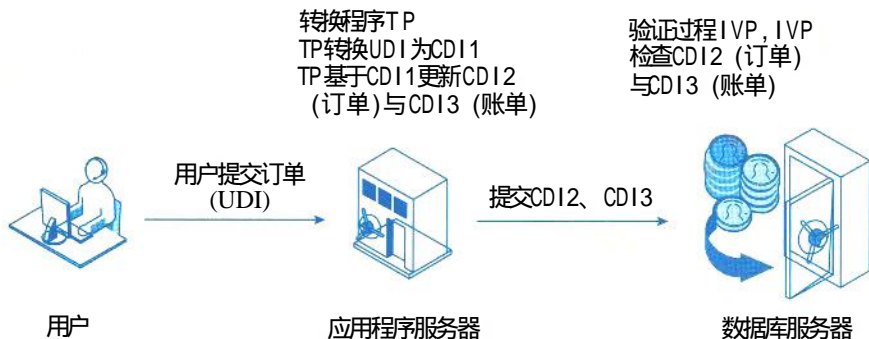 转换程序TP
TP转换UDI为CDI1
TP基于CDI1更新CDI2
(订单)与CDI3 (账单)
验证过程IVP,IVP
检查CDI2 (订单)
与CDI3 (账单)
用户提交订单
(UDI)
提交CDI2、CDI3
用户
应用程序服务器
数据库服务器